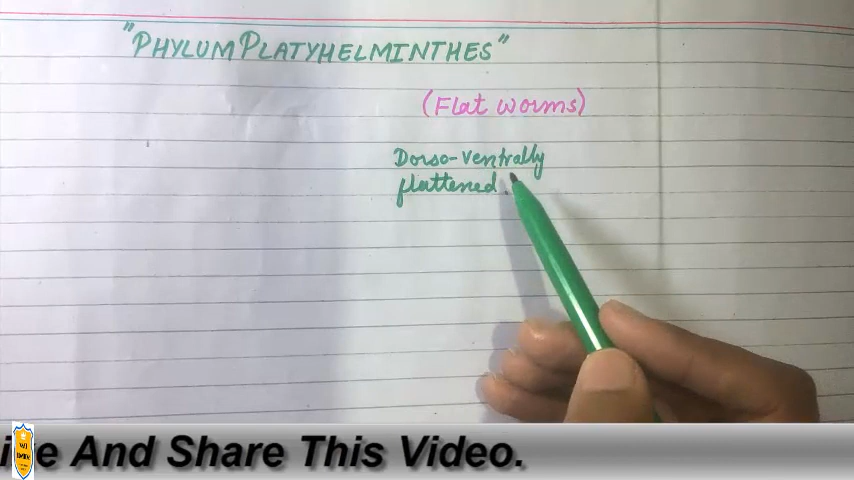 "PHYLUM PLATYHELMINTHES"
(Flat worms)
Dorso-ventrally
flattened.
And Share This Video.